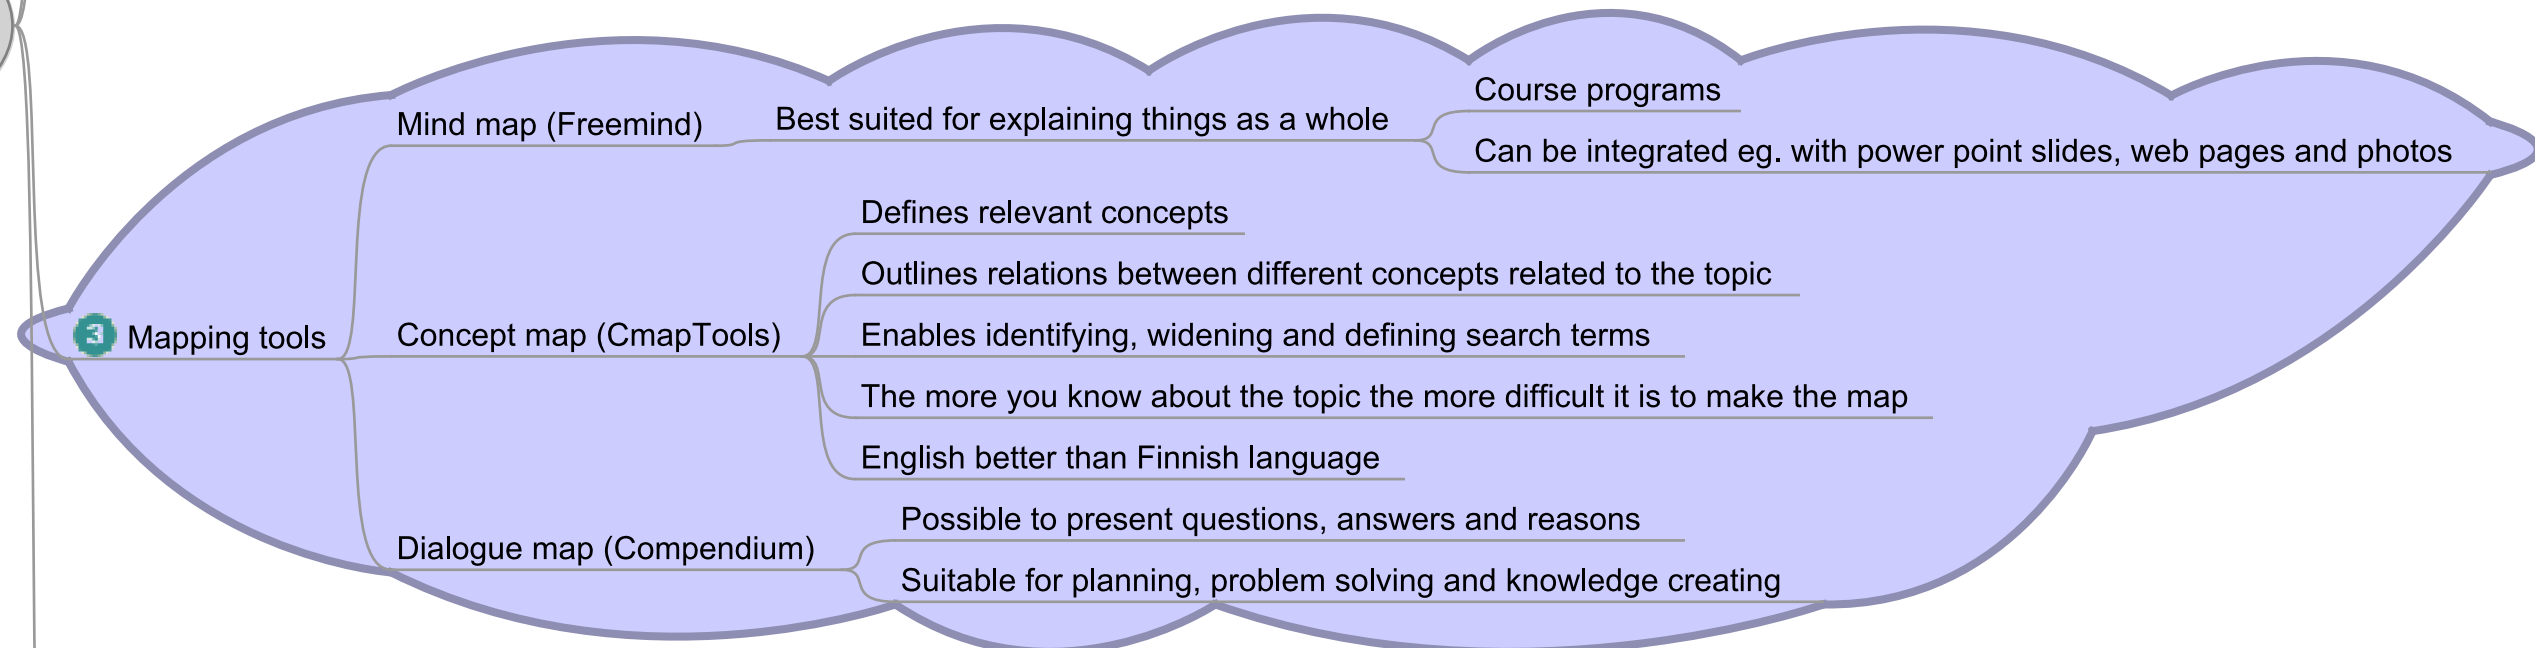 Course programs
Mind map (Freemind)
Best suited for explaining things as a whole
Can be integrated eg. with power point slides, web pages and photos
Defines relevant concepts
Outlines relations between different concepts related to the topic
3 Mapping tools
Concept map (CmapTools)
Enables identifying, widening and defining search terms
The more you know about the topic the more difficult it is to make the map
English better than Finnish language
Possible to present questions, answers and reasons
Dialogue map (Compendium)
Suitable for planning, problem solving and knowledge creating